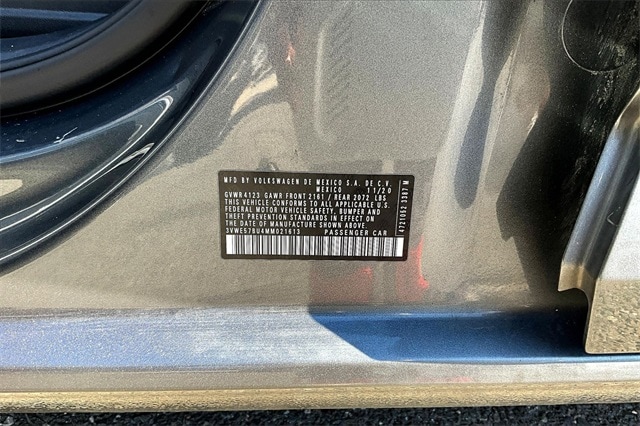 MFD BY VOLKSWAGEN DE MEXICO S.A. DE C.V.
MEXICO 11/20
GVWR 4123 GAWR FRONT 2161 / REAR 2072 LBS
THIS VEHICLE CONFORMS TO ALL APPLICABLE U.S.
FEDERAL MOTOR VEHICLE SAFETY, BUMPER AND
THEFT PREVENTION STANDARDS IN EFFECT ON
THE DATE OF MANUFACTURE SHOWN ABOVE.
3VWE57BU4MM021613 PASSENGER CAR
4721062 3387 M